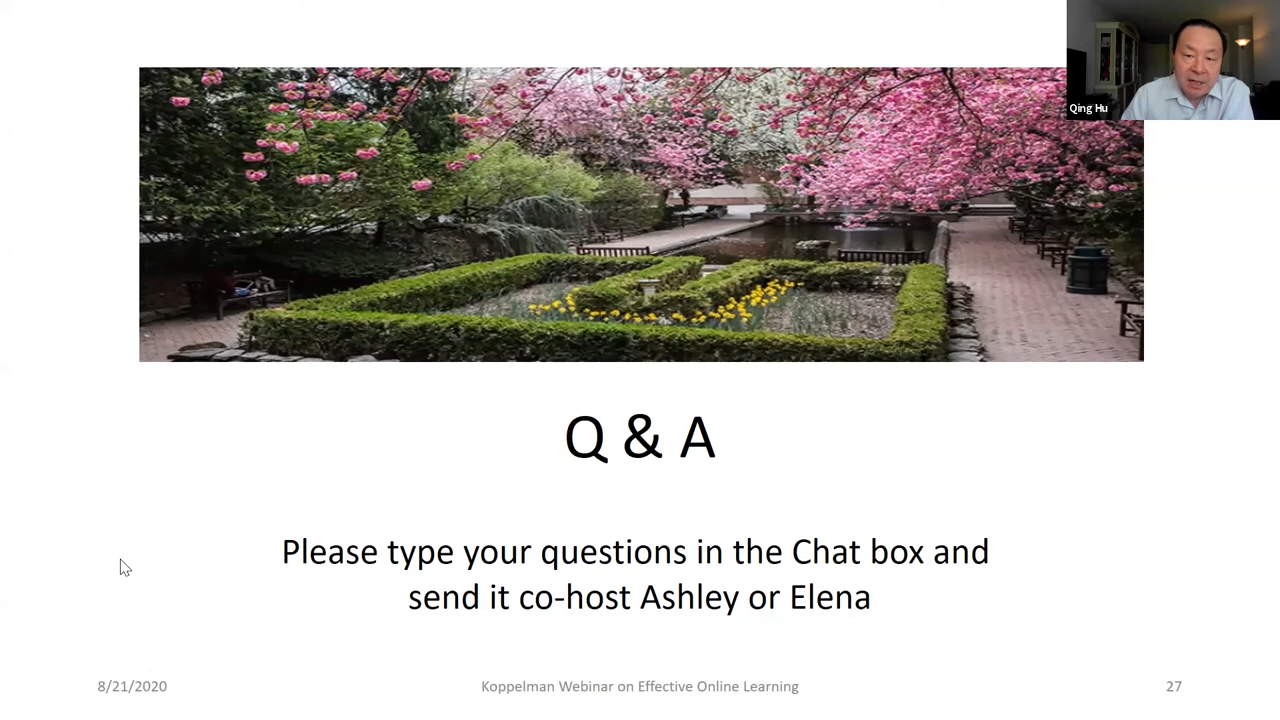 Qing Hu
Q & A
Please type your questions in the Chat box and
send it co-host Ashley or Elena
8/21/2020
Koppelman Webinar on Effective Online Learning
27